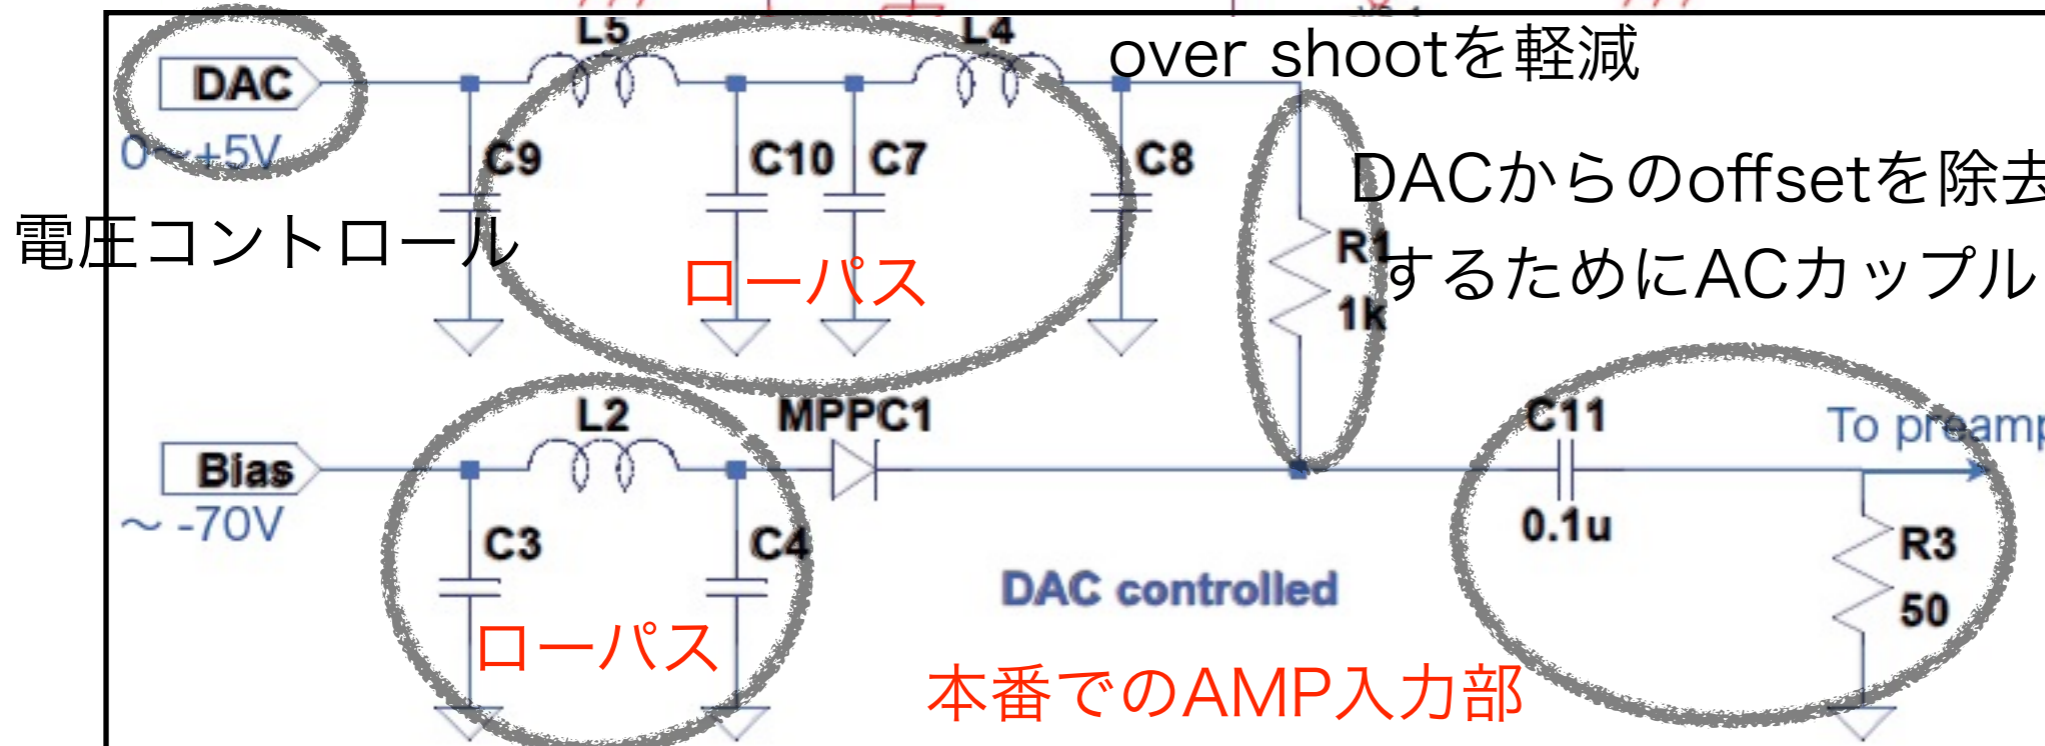 L5
L4
over shootを軽減
DAC
0〜+5V
C9
C10
C7
C8
DACからのoffsetを除去
電圧コントロール
R1
するためにACカップル
ローパス
1k
L2
MPPC1
C11
To preamp
Bias
〜 -70V
0.1u
C3
C4
R3
DAC controlled
50
ローパス
本番でのAMP入力部